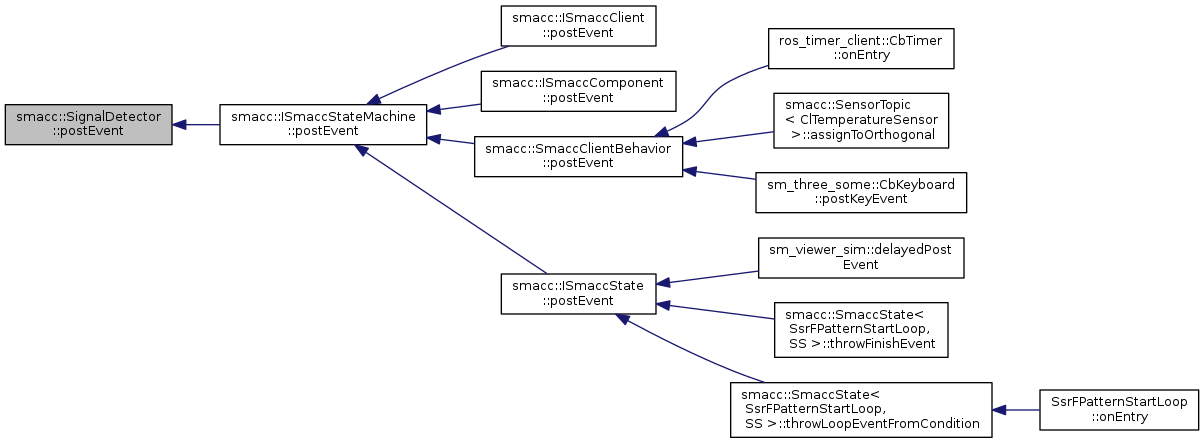 smacc::SignalDetector
::postEvent
smacc::ISmaccStateMachine
::postEvent
smacc::ISmaccClient
::postEvent
smacc::ISmaccComponent
::postEvent
smacc::SmaccClientBehavior
::postEvent
ros_timer_client::CbTimer
::onEntry
smacc::SensorTopic
< ClTemperatureSensor
>::assignToOrthogonal
sm_three_some::CbKeyboard
::postKeyEvent
smacc::ISmaccState
::postEvent
sm_viewer_sim::delayedPost
Event
smacc::SmaccState<
SsrFPatternStartLoop,
SS >::throwFinishEvent
smacc::SmaccState<
SsrFPatternStartLoop,
SS >::throwLoopEventFromCondition
SsrFPatternStartLoop
::onEntry